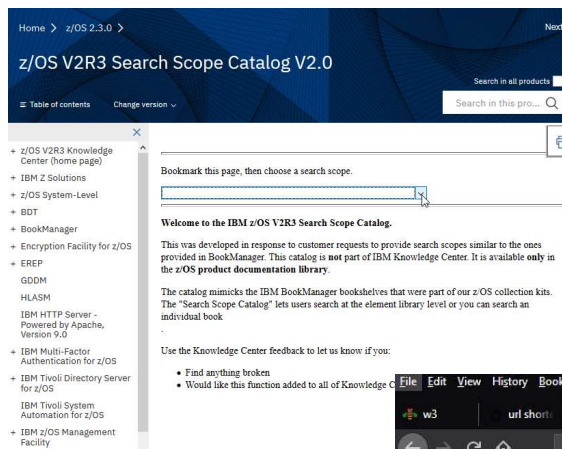 Home > z/OS 2.3.0 >
Next
z/OS V2R3 Search Scope Catalog V2.0
Search in all products
Table of contents
Change version
Search in this pro...
+ z/OS V2R3 Knowledge
Center (home page)
+ IBM Z Solutions
+ z/OS System-Level
+ BDT
+ BookManager
+ Encryption Facility for z/OS
+ EREP
GDDM
HLASM
IBM HTTP Server -
Powered by Apache,
Version 9.0
+ IBM Multi-Factor
Authentication for z/OS
+ IBM Tivoli Directory Server
for z/OS
IBM Tivoli System
Automation for z/OS
+ IBM z/OS Management
Facility
Bookmark this page, then choose a search scope.
Welcome to the IBM z/OS V2R3 Search Scope Catalog.
This was developed in response to customer requests to provide search scopes similar to the ones
provided in BookManager. This catalog is not part of IBM Knowledge Center. It is available only in
the z/OS product documentation library.
The catalog mimicks the IBM BookManager bookshelves that were part of our z/OS collection kits.
The "Search Scope Catalog" lets users search at the element library level or you can search an
individual book
.
Use the Knowledge Center feedback to let us know if you:
• Find anything broken
• Would like this function added to all of Knowledge C
File Edit View History Book
w3
url short